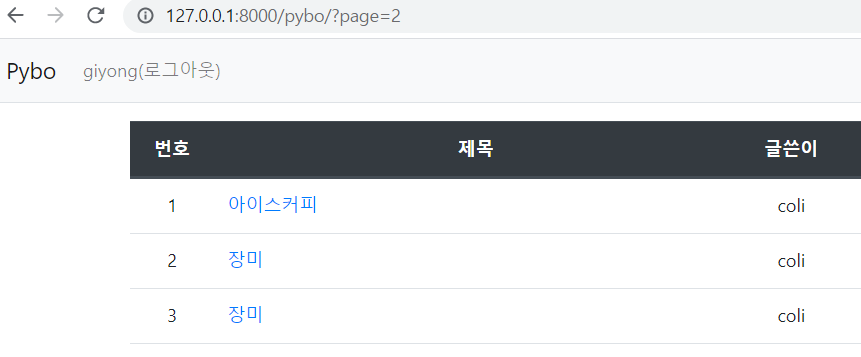 127.0.0.1:8000/pybo/?page=2
Pybo giyong(로그아웃)
번호 제목 글쓴이
1 아이스커피 coli
2 장미 coli
3 장미 coli